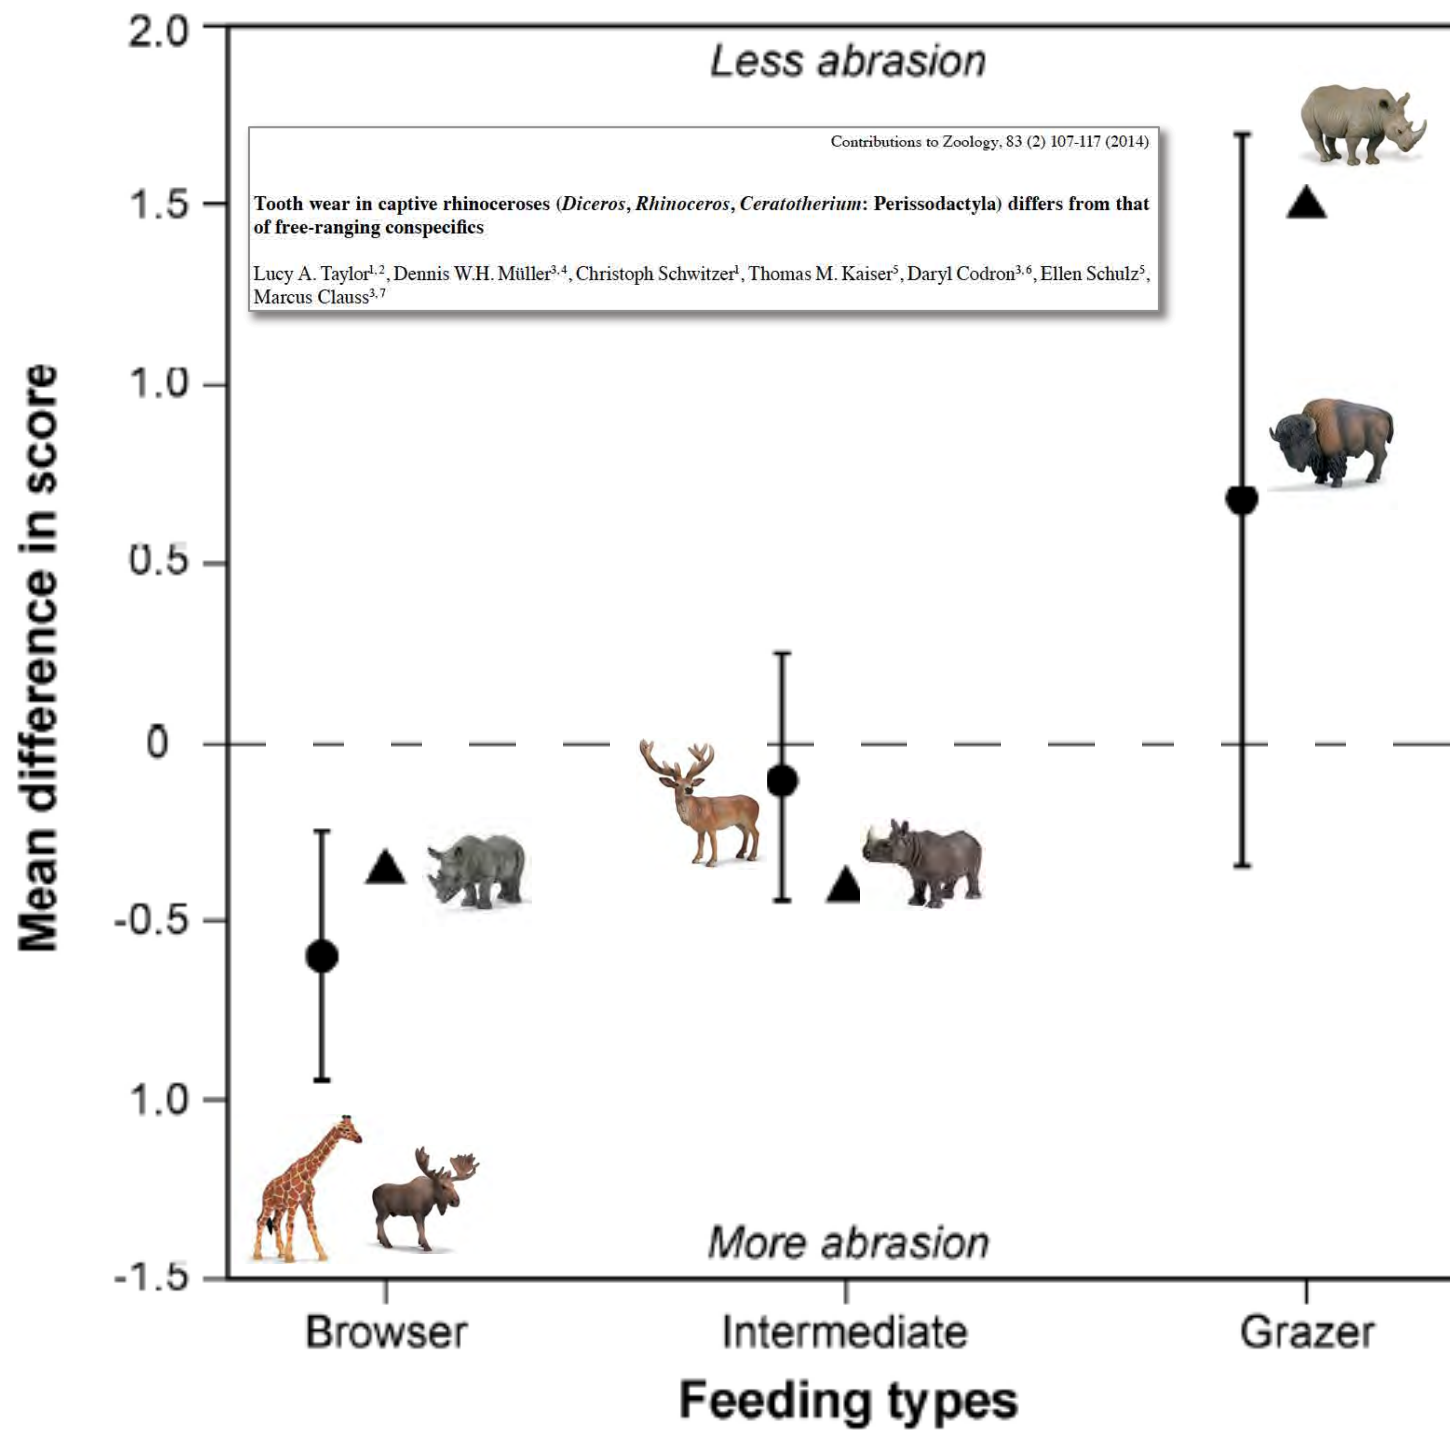 2.0
Less abrasion
Contributions to Zoology, 83 (2) 107-117 (2014)
1.5
Tooth wear in captive rhinoceroses (Diceros, Rhinoceros, Ceratotherium: Perissodactyla) differs from that
of free-ranging conspecifics
Lucy A. Taylor1,2, Dennis W.H. Müller3,4, Christoph Schwitzer1, Thomas M. Kaiser5, Daryl Codron3,6, Ellen Schulz5,
Marcus Clauss3,7
1.0
0.5
0
-0.5
1.0
-1.5
Mean difference in score
More abrasion
Browser
Intermediate
Grazer
Feeding types